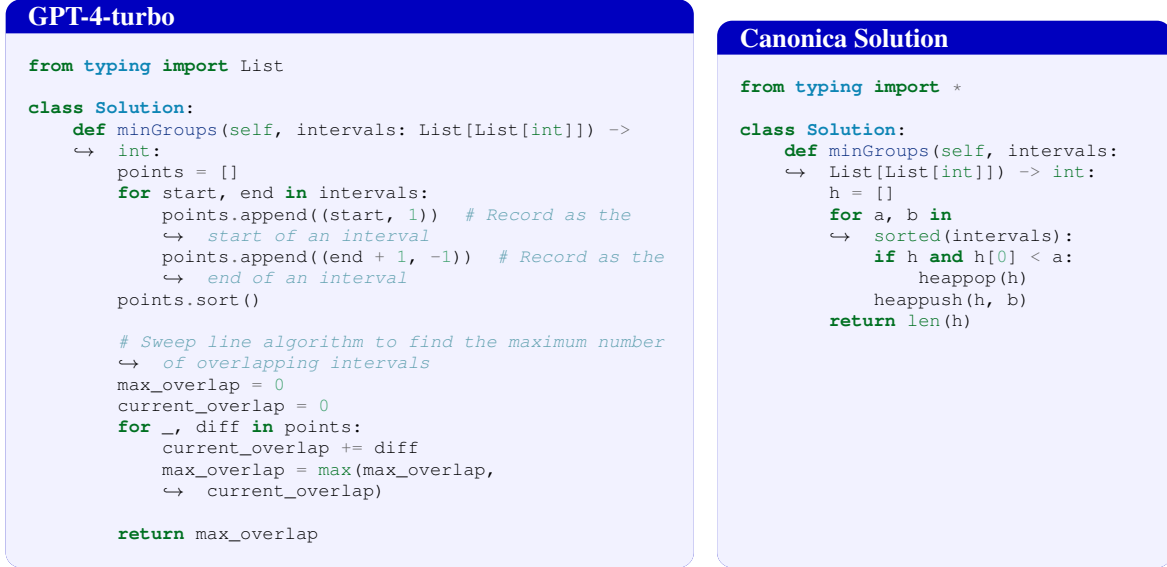 GPT-4-turbo
from typing import List
class Solution:
    def minGroups(self, intervals: List[List[int]]) ->
    ↪ int:
        points = []
        for start, end in intervals:
            points.append((start, 1))  # Record as the
            ↪ start of an interval
            points.append((end + 1, -1))  # Record as the
            ↪ end of an interval
        points.sort()
        # Sweep line algorithm to find the maximum number
        ↪ of overlapping intervals
        max_overlap = 0
        current_overlap = 0
        for _, diff in points:
            current_overlap += diff
            max_overlap = max(max_overlap,
            ↪ current_overlap)
        return max_overlap
Canonica Solution
from typing import *
class Solution:
    def minGroups(self, intervals:
    ↪ List[List[int]]) -> int:
        h = []
        for a, b in
        ↪ sorted(intervals):
            if h and h[0] < a:
                heappop(h)
            heappush(h, b)
        return len(h)